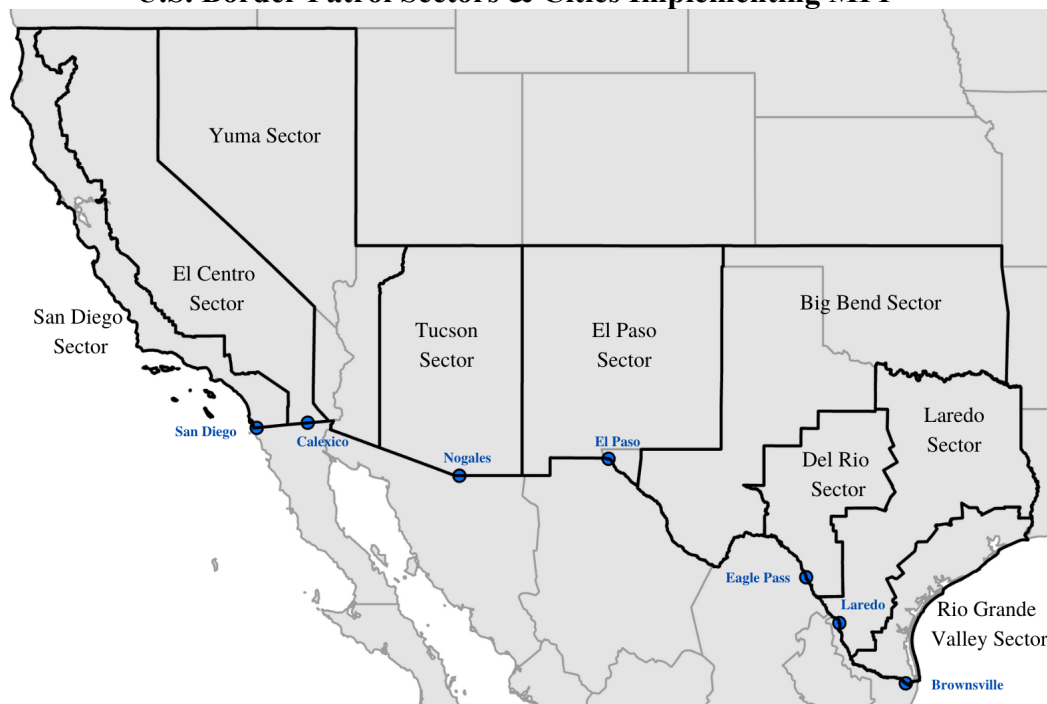 U.S. Border Patrol Sectors & Cities Implementing MPP
Yuma Sector
El Centro
Sector
San Diego
Sector
Tucson
Sector
El Paso
Sector
Big Bend Sector
Laredo
Sector
Del Rio
Sector
San Diego
Calexico
Nogales
El Paso
Eagle Pass
Laredo
Rio Grande
Valley Sector
Brownsville